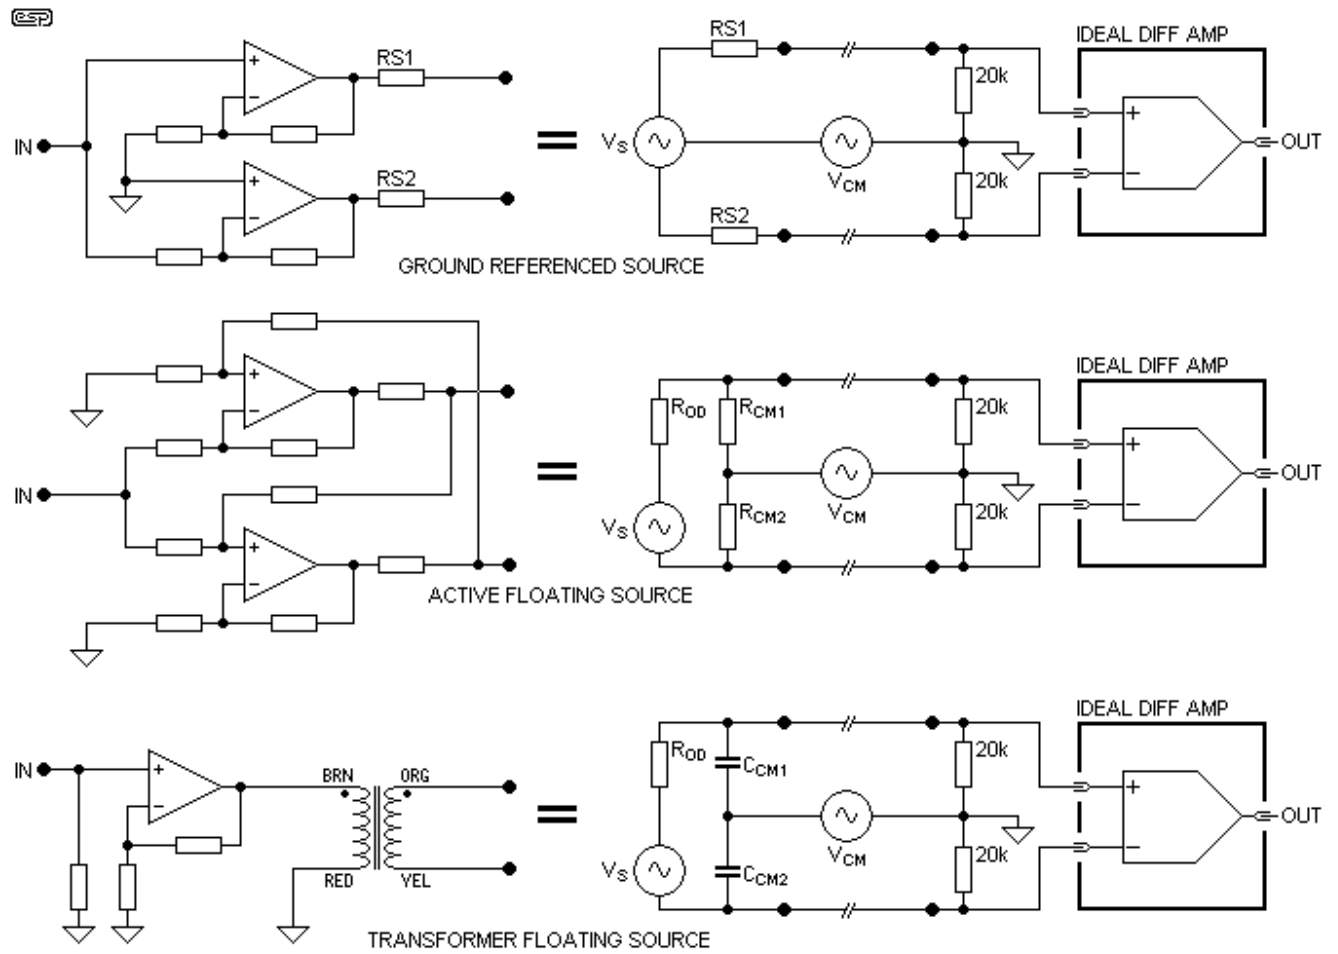 esp
IN
RS1
RS2
GROUND REFERENCED SOURCE
=
VS
RS1
RS2
VCM
20k
20k
IDEAL DIFF AMP
OUT
IN
ACTIVE FLOATING SOURCE
=
VS
ROD
RCM1
RCM2
VCM
20k
20k
IDEAL DIFF AMP
OUT
IN
BRN
ORG
RED
YEL
TRANSFORMER FLOATING SOURCE
=
VS
ROD
CCM1
CCM2
VCM
20k
20k
IDEAL DIFF AMP
OUT